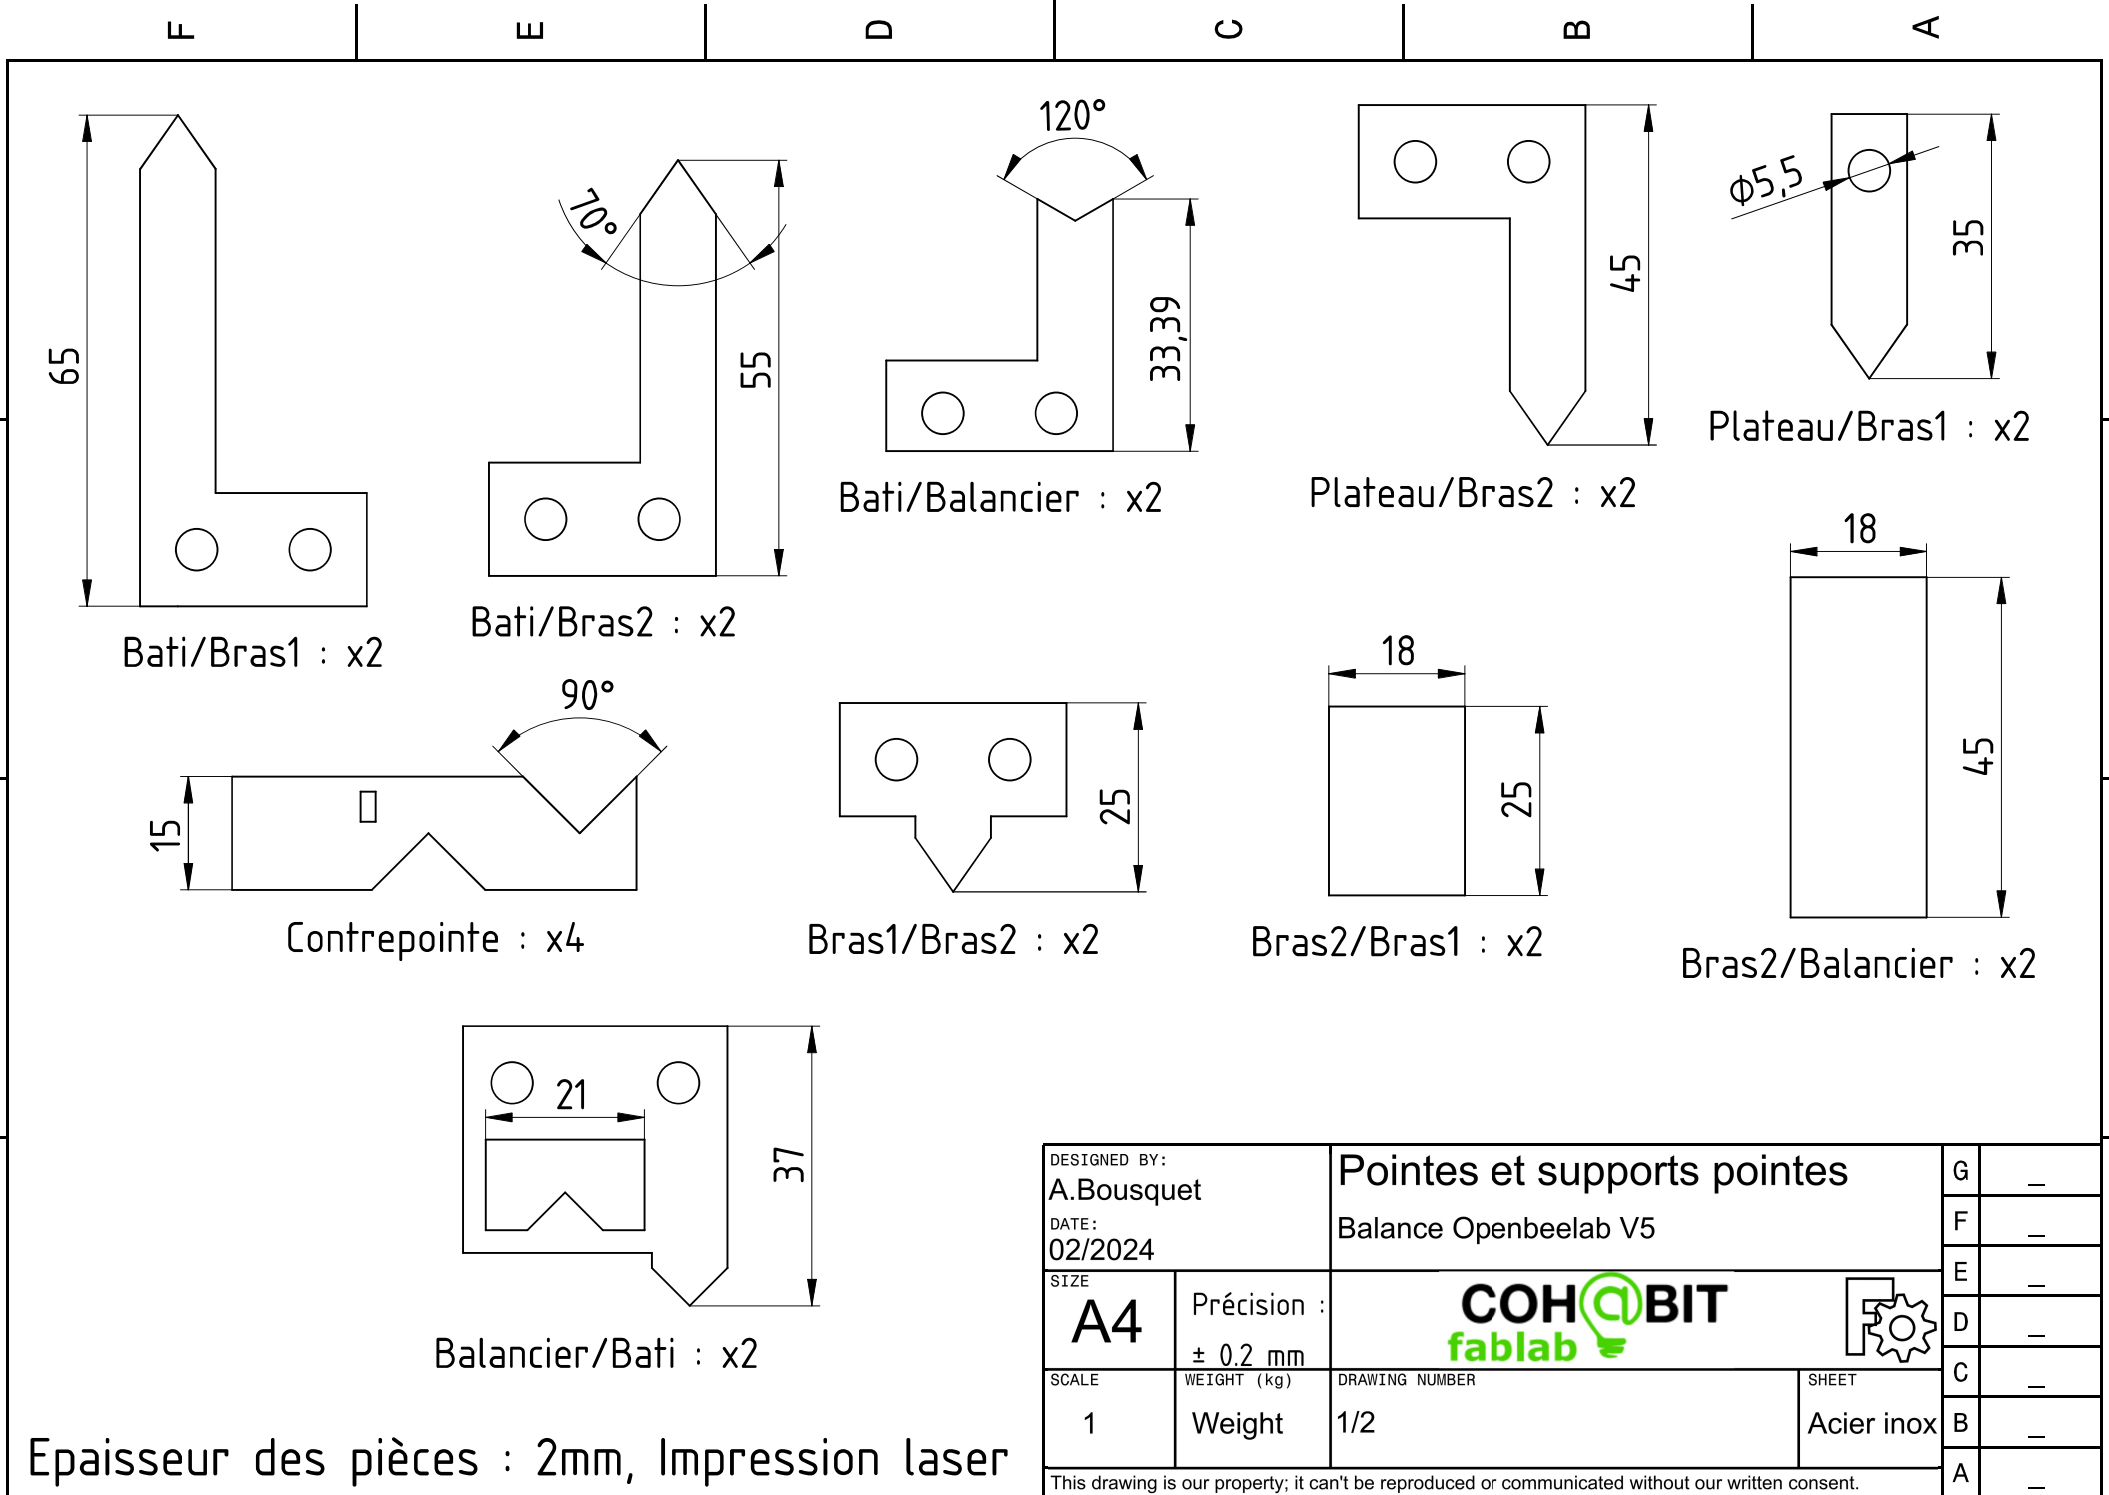 F E D C B A
65
Bati/Bras1 : x2
70°
55
Bati/Bras2 : x2
120°
33,39
Bati/Balancier : x2
45
Plateau/Bras2 : x2
Φ5,5
35
Plateau/Bras1 : x2
90°
15
Contrepointe : x4
25
Bras1/Bras2 : x2
18
25
Bras2/Bras1 : x2
18
45
Bras2/Balancier : x2
21
37
Balancier/Bati : x2
Epaisseur des pièces : 2mm, Impression laser
DESIGNED BY:
A.Bousquet
DATE:
02/2024
Pointes et supports pointes
Balance Openbeelab V5
SIZE
A4
Précision :
± 0.2 mm
COH@BIT
fablab
SCALE
1
WEIGHT (kg)
Weight
DRAWING NUMBER
1/2
SHEET
Acier inox
G _
F _
E _
D _
C _
B _
A _
This drawing is our property; it can't be reproduced or communicated without our written consent.